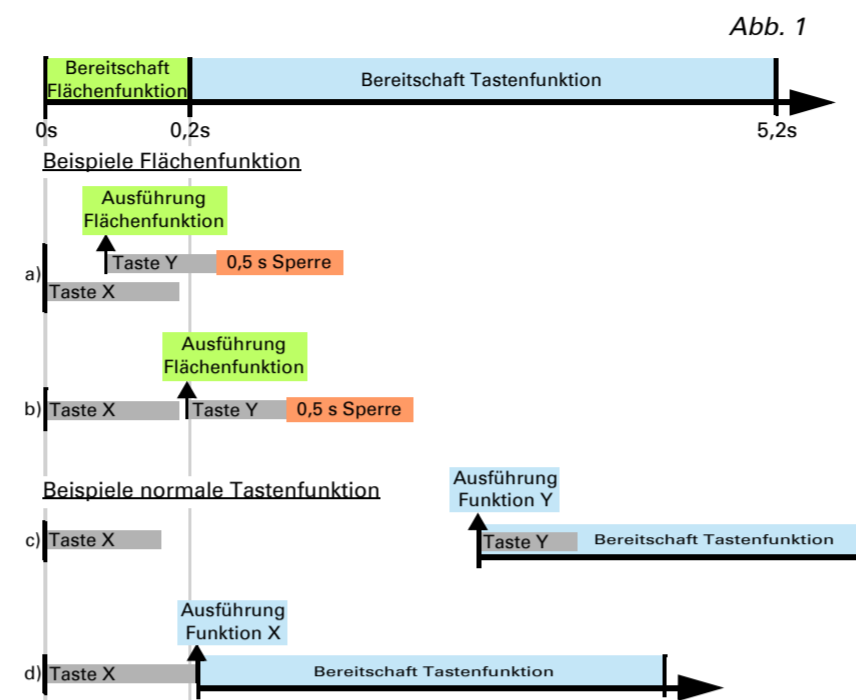 Abb. 1
Bereitschaft
Flächenfunktion
Bereitschaft Tastenfunktion
0s
0,2s
5,2s
Beispiele Flächenfunktion
Ausführung
Flächenfunktion
a)
Taste Y
0,5 s Sperre
Taste X
Ausführung
Flächenfunktion
b)
Taste X
Taste Y
0,5 s Sperre
Beispiele normale Tastenfunktion
Ausführung
Funktion Y
c)
Taste X
Taste Y
Bereitschaft Tastenfunktion
Ausführung
Funktion X
d)
Taste X
Bereitschaft Tastenfunktion